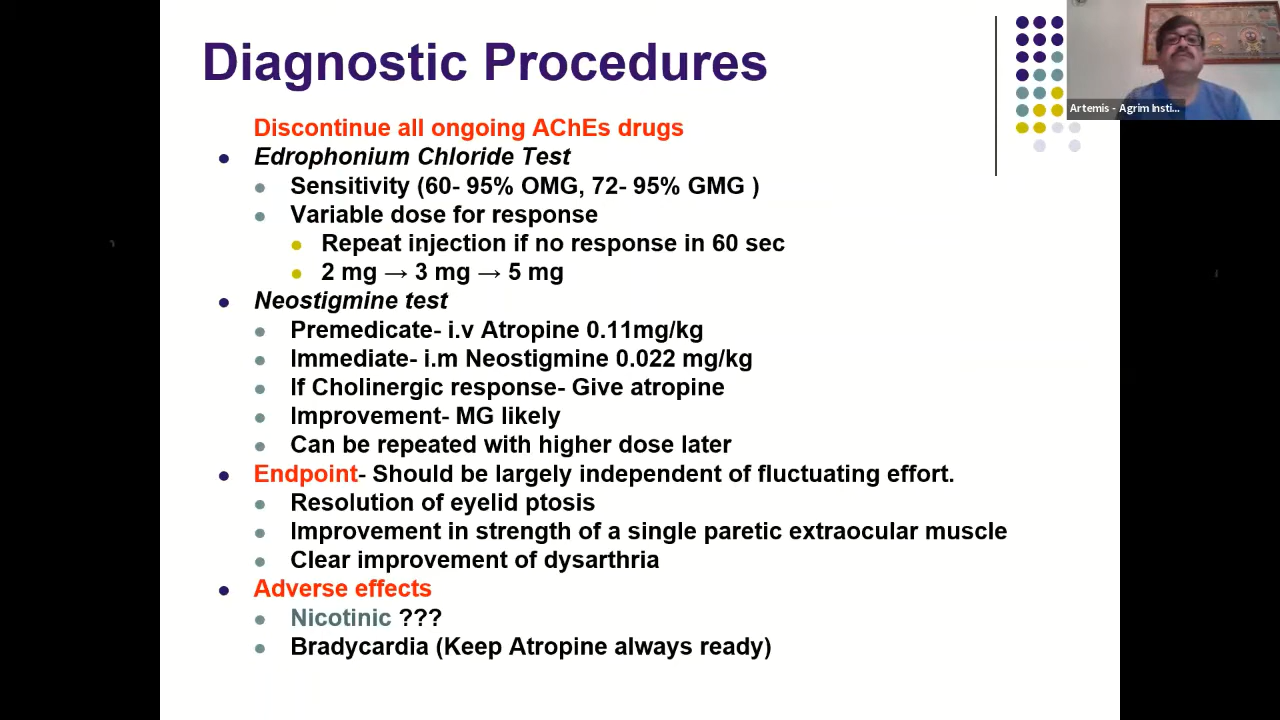 Diagnostic Procedures
Artemis - Agrim Insti...
Discontinue all ongoing AChEs drugs
Edrophonium Chloride Test
Sensitivity (60- 95% OMG, 72- 95% GMG )
Variable dose for response
Repeat injection if no response in 60 sec
2 mg → 3 mg → 5 mg
Neostigmine test
Premedicate- i.v Atropine 0.11mg/kg
Immediate- i.m Neostigmine 0.022 mg/kg
If Cholinergic response- Give atropine
Improvement- MG likely
Can be repeated with higher dose later
Endpoint- Should be largely independent of fluctuating effort.
Resolution of eyelid ptosis
Improvement in strength of a single paretic extraocular muscle
Clear improvement of dysarthria
Adverse effects
Nicotinic ???
Bradycardia (Keep Atropine always ready)